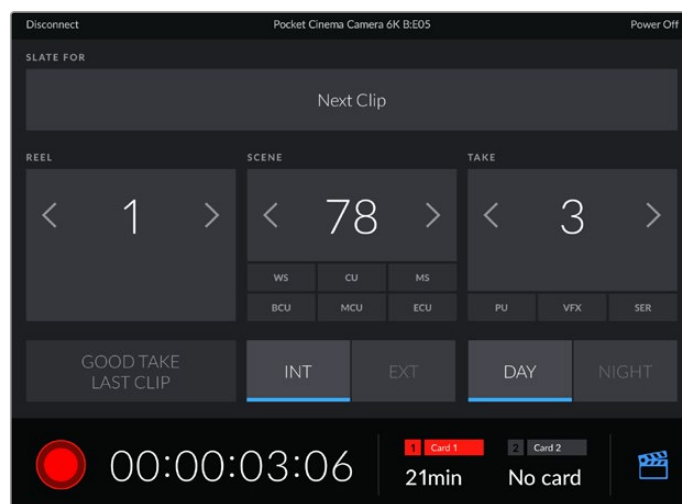 Disconnect Pocket Cinema Camera 6K B:E05 Power Off
SLATE FOR
Next Clip
REEL SCENE TAKE
< 1 > < 78 > < 3 >
WS CU MS
BCU MCU ECU PU VFX SER
GOOD TAKE
LAST CLIP
INT EXT DAY NIGHT
00:00:03:06
1 Card 1 2 Card 2
21min No card